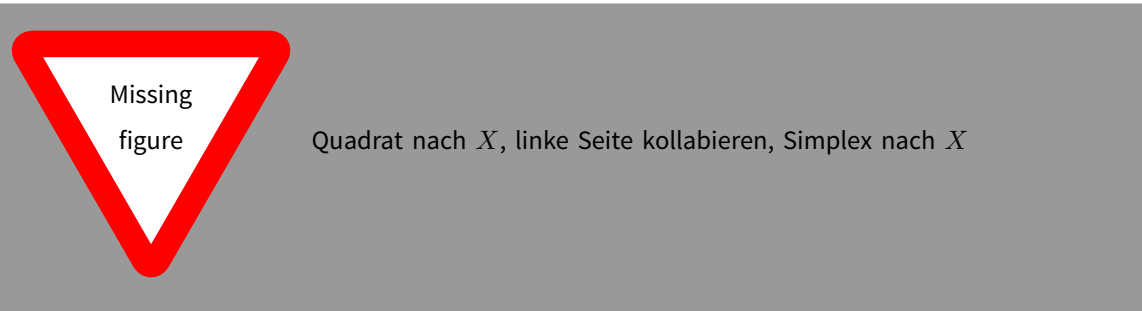 Missing
figure
Quadrat nach X, linke Seite kollabieren, Simplex nach X